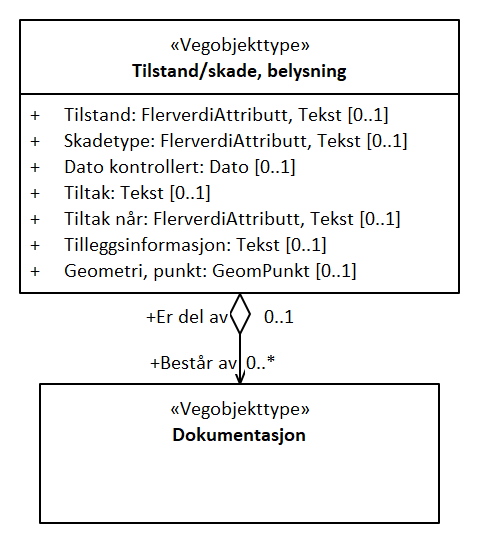 «Vegobjekttype»
Tilstand/skade, belysning
+ Tilstand: FlerverdiAttributt, Tekst [0..1]
+ Skadetype: FlerverdiAttributt, Tekst [0..1]
+ Dato kontrollert: Dato [0..1]
+ Tiltak: Tekst [0..1]
+ Tiltak når: FlerverdiAttributt, Tekst [0..1]
+ Tilleggsinformasjon: Tekst [0..1]
+ Geometri, punkt: GeomPunkt [0..1]
+Er del av 0..1
+Består av 0..*
«Vegobjekttype»
Dokumentasjon